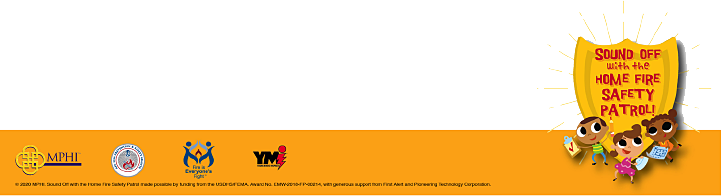 SOUND OFF
with the
HOME FIRE
SAFETY
PATROL!
MPHI
Fire is
Everyone's
Fight™
YMI
© 2020 MPHI. Sound Off with the Home Fire Safety Patrol made possible by funding from the USDHS/FEMA, Award No. EMW-2018-FP-00214, with generous support from First Alert and Pioneering Technology Corporation.